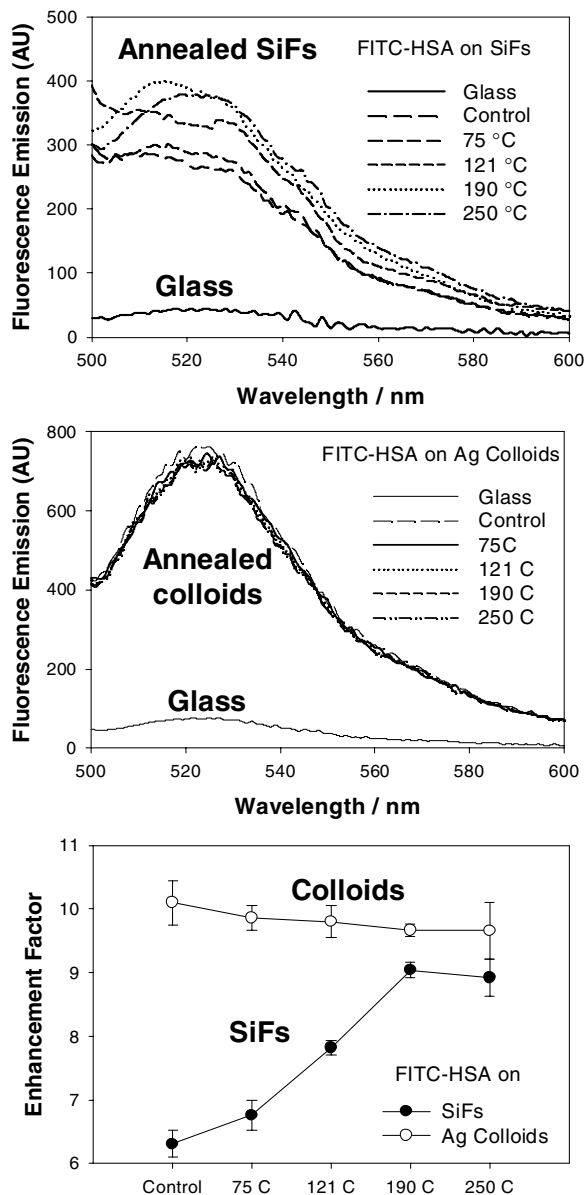 Annealed SiFs
FITC-HSA on SiFs
Glass
Control
75 °C
121 °C
190 °C
250 °C
Glass
Fluorescence Emission (AU)
500
400
300
200
100
0
500 520 540 560 580 600
Wavelength / nm
FITC-HSA on Ag Colloids
Glass
Control
75C
121 C
190 C
250 C
Annealed
colloids
Glass
Fluorescence Emission (AU)
800
600
400
200
0
500 520 540 560 580 600
Wavelength / nm
Colloids
SiFs
FITC-HSA on
SiFs
Ag Colloids
Enhancement Factor
11
10
9
8
7
6
Control 75 C 121 C 190 C 250 C